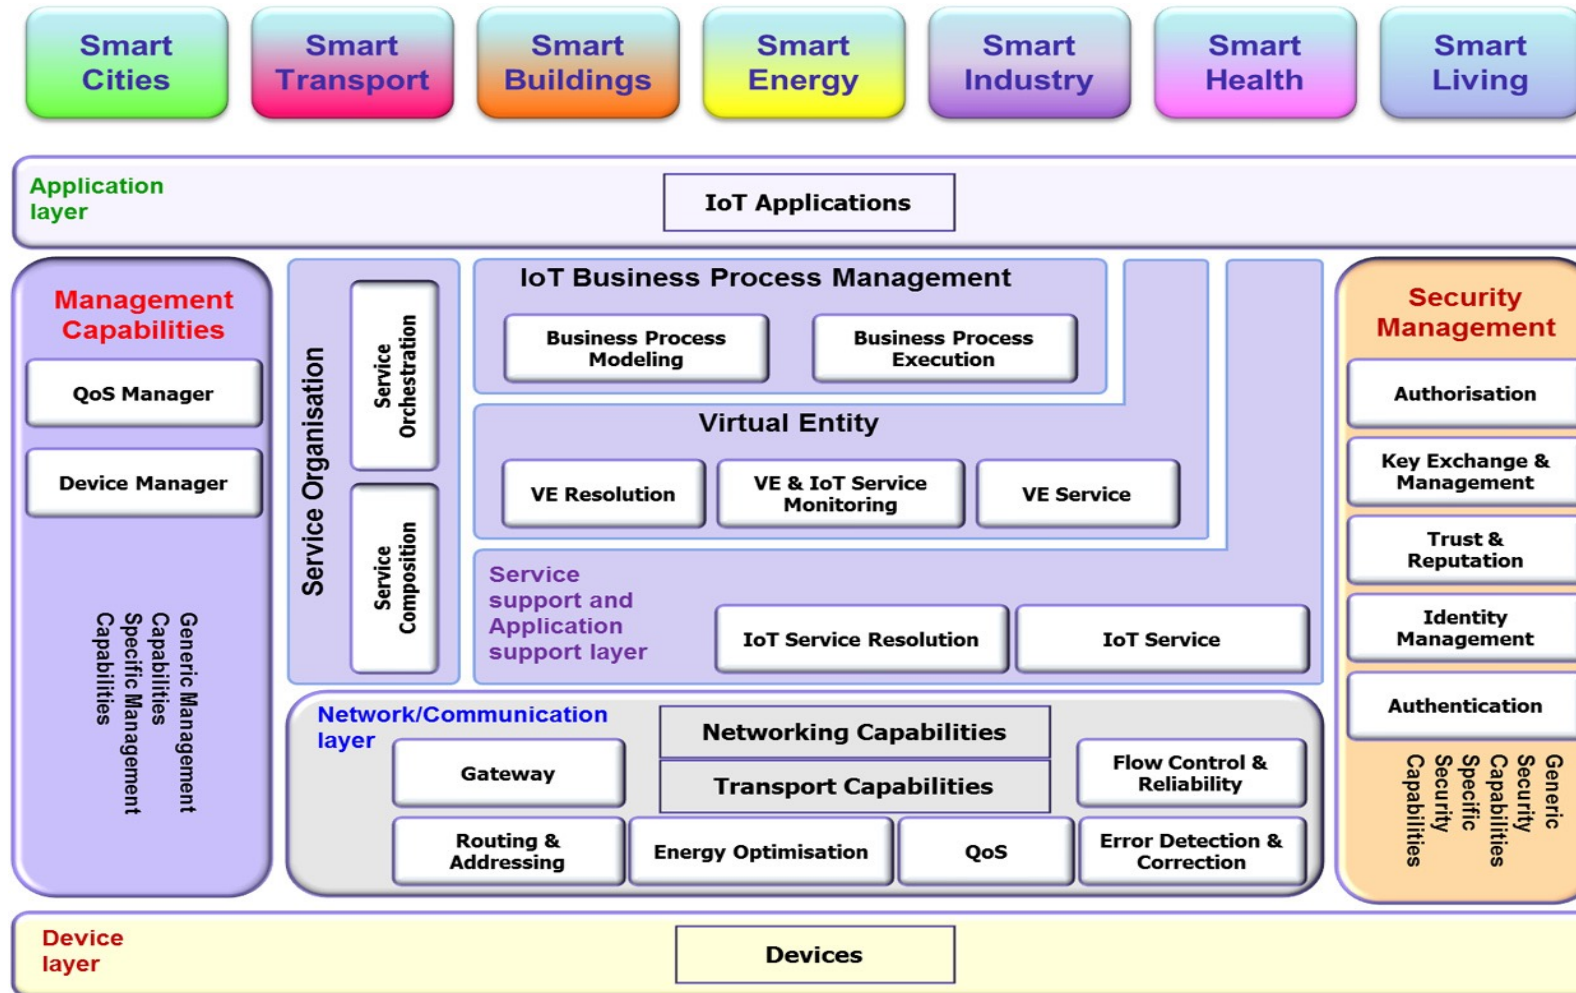 Smart
Cities
Smart
Transport
Smart
Buildings
Smart
Energy
Smart
Industry
Smart
Health
Smart
Living
Application
layer
IoT Applications
Management
Capabilities
QoS Manager
Device Manager
Generic Management
Capabilities
Specific Management
Capabilities
Service Organisation
Service
Orchestration
Service
Composition
IoT Business Process Management
Business Process
Modeling
Business Process
Execution
Virtual Entity
VE Resolution
VE & IoT Service
Monitoring
VE Service
Service
support and
Application
support layer
IoT Service Resolution
IoT Service
Network/Communication
layer
Networking Capabilities
Transport Capabilities
Gateway
Flow Control &
Reliability
Routing &
Addressing
Energy Optimisation
QoS
Error Detection &
Correction
Security
Management
Authorisation
Key Exchange &
Management
Trust &
Reputation
Identity
Management
Authentication
Generic
Security
Capabilities
Specific
Security
Capabilities
Device
layer
Devices